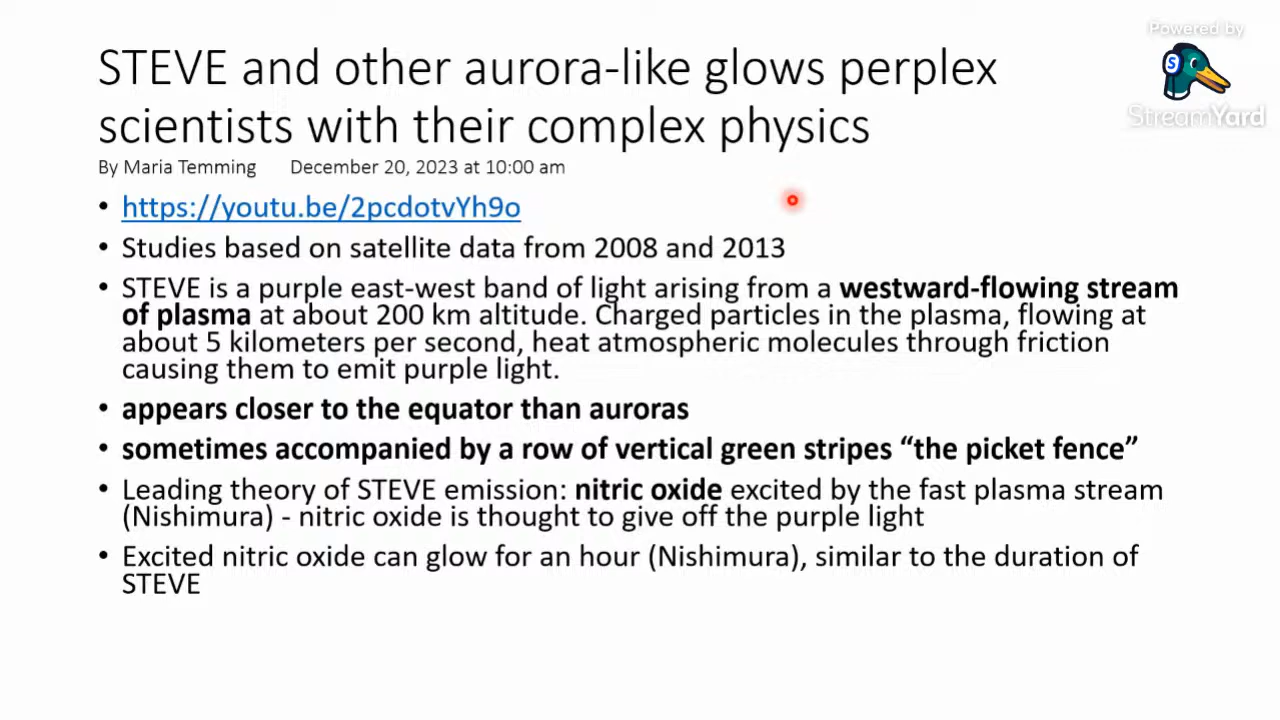 Powered by
S
StreamYard
STEVE and other aurora-like glows perplex
scientists with their complex physics
By Maria Temming December 20, 2023 at 10:00 am
• https://youtu.be/2pcdotvYh9o
• Studies based on satellite data from 2008 and 2013
• STEVE is a purple east-west band of light arising from a westward-flowing stream
of plasma at about 200 km altitude. Charged particles in the plasma, flowing at
about 5 kilometers per second, heat atmospheric molecules through friction
causing them to emit purple light.
• appears closer to the equator than auroras
• sometimes accompanied by a row of vertical green stripes “the picket fence”
• Leading theory of STEVE emission: nitric oxide excited by the fast plasma stream
(Nishimura) - nitric oxide is thought to give off the purple light
• Excited nitric oxide can glow for an hour (Nishimura), similar to the duration of
STEVE